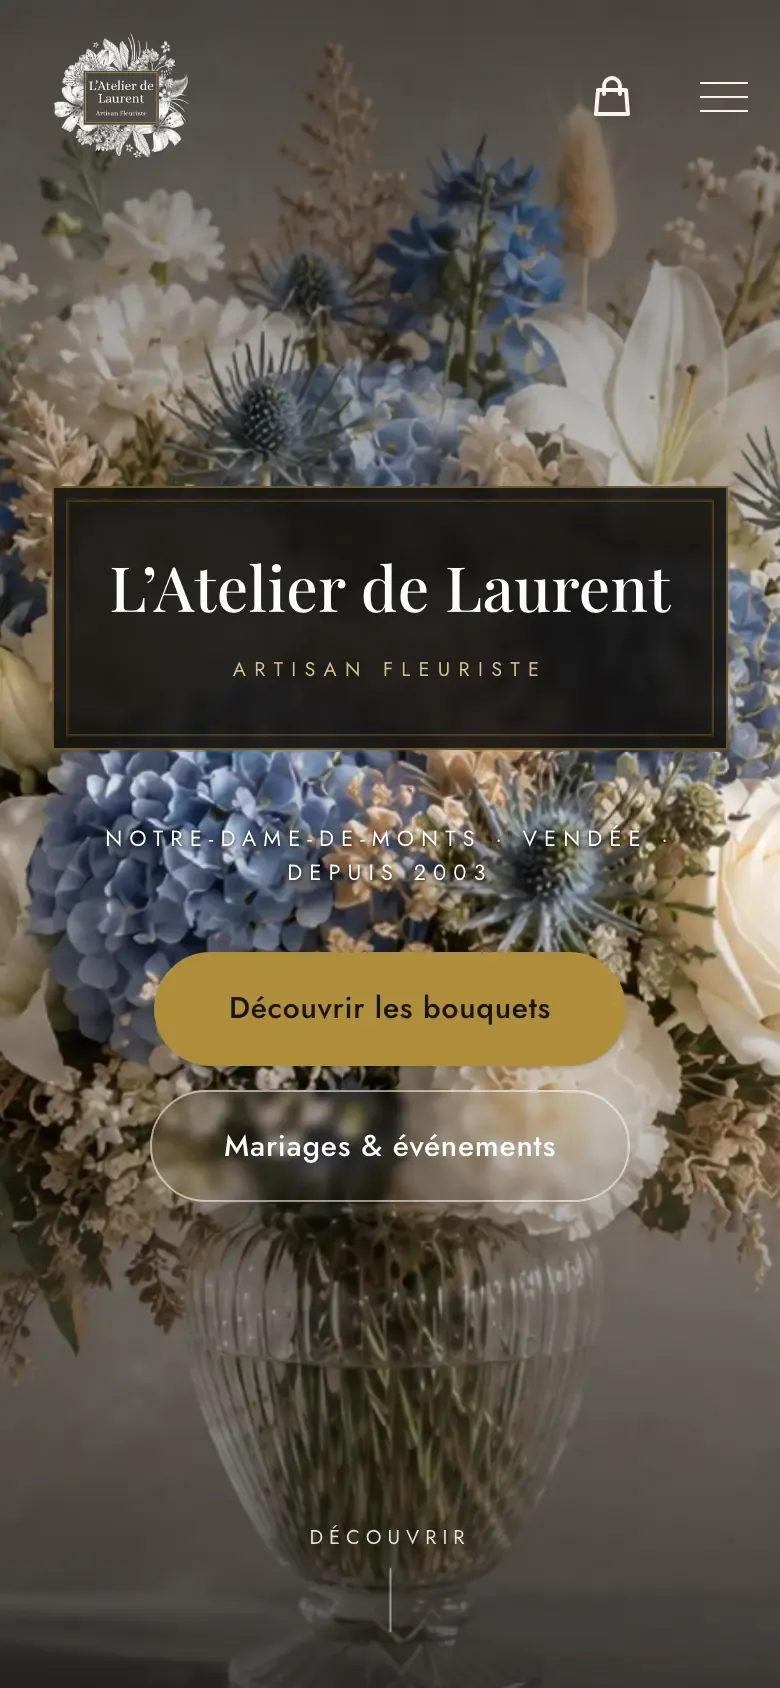 L'Atelier de
Laurent
Artisan Fleuriste
L'Atelier de Laurent
ARTISAN FLEURISTE
NOTRE-DAME-DE-MONTS · VENDÉE ·
DEPUIS 2003
Découvrir les bouquets
Mariages & événements
DÉCOUVRIR